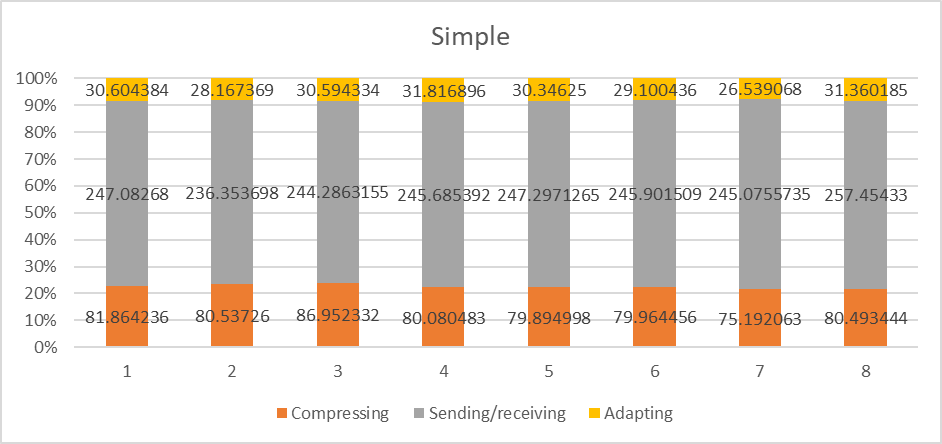 Simple
100%
30.604384 28.167369 30.594334 31.816896 30.34625 29.100436 26.539068 31.360185
90%
80%
70%
60%
247.08268 236.353698 244.2863155 245.685392 247.2971265 245.901509 245.0755735 257.45433
50%
40%
30%
20%
10%
81.864236 80.53726 86.952332 80.080483 79.894998 79.964456 75.192063 80.493444
0%
1 2 3 4 5 6 7 8
Compressing Sending/receiving Adapting